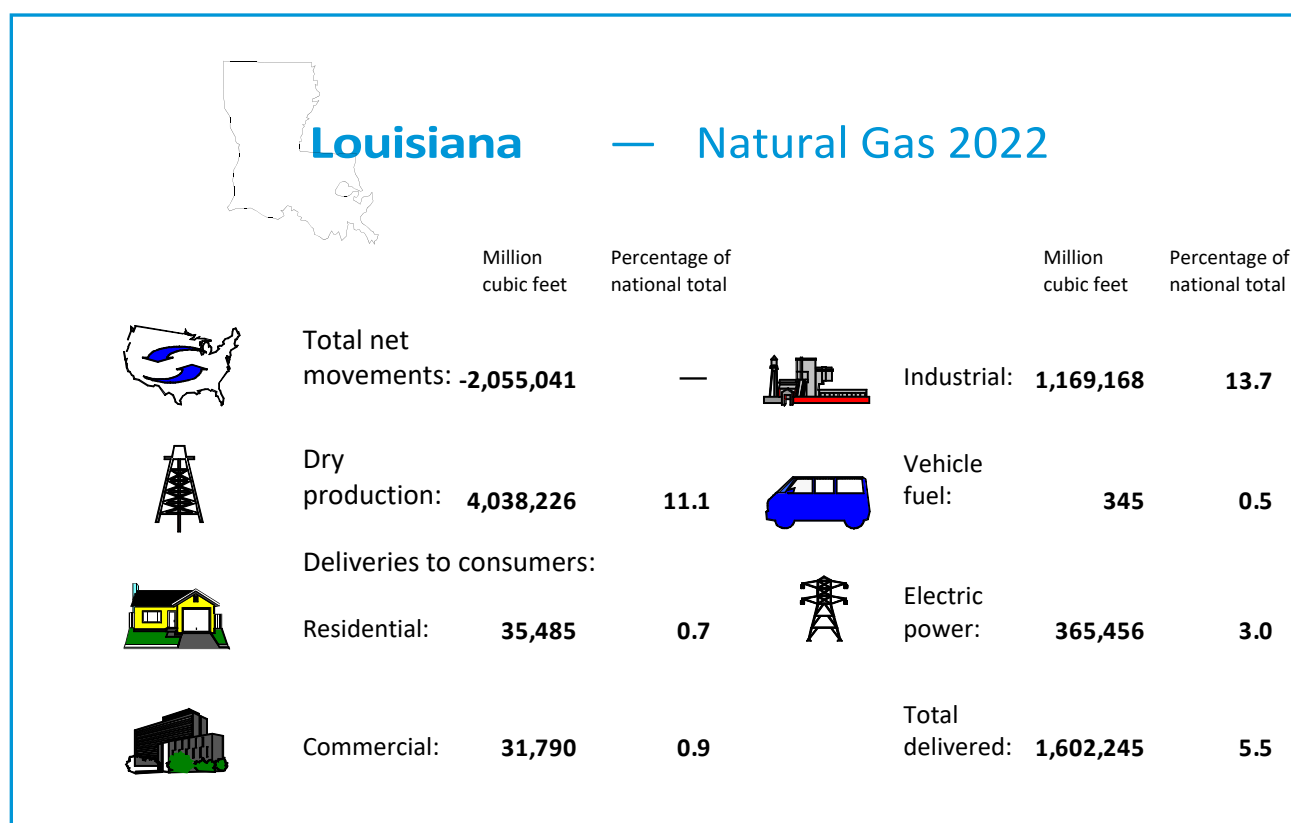 Louisiana — Natural Gas 2022
Million cubic feet
Percentage of national total
Million cubic feet
Percentage of national total
Total net
movements: -2,055,041 —
Industrial: 1,169,168 13.7
Dry
production: 4,038,226 11.1
Vehicle
fuel: 345 0.5
Deliveries to consumers:
Residential: 35,485 0.7
Electric
power: 365,456 3.0
Commercial: 31,790 0.9
Total
delivered: 1,602,245 5.5